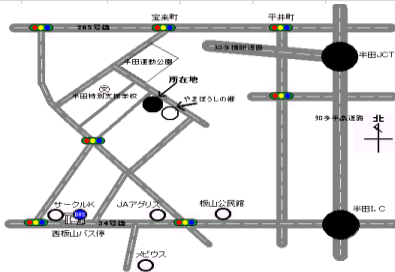 宝来町
平井町
265号線
知多横断道路
半田JCT
半田運動公園
所在地
半田特別支援学校
やまぼうしの郷
知多半島道路
北
サークルK
JAアグリス
板山公民館
半田I.C
34号線
西板山バス停
メビウス